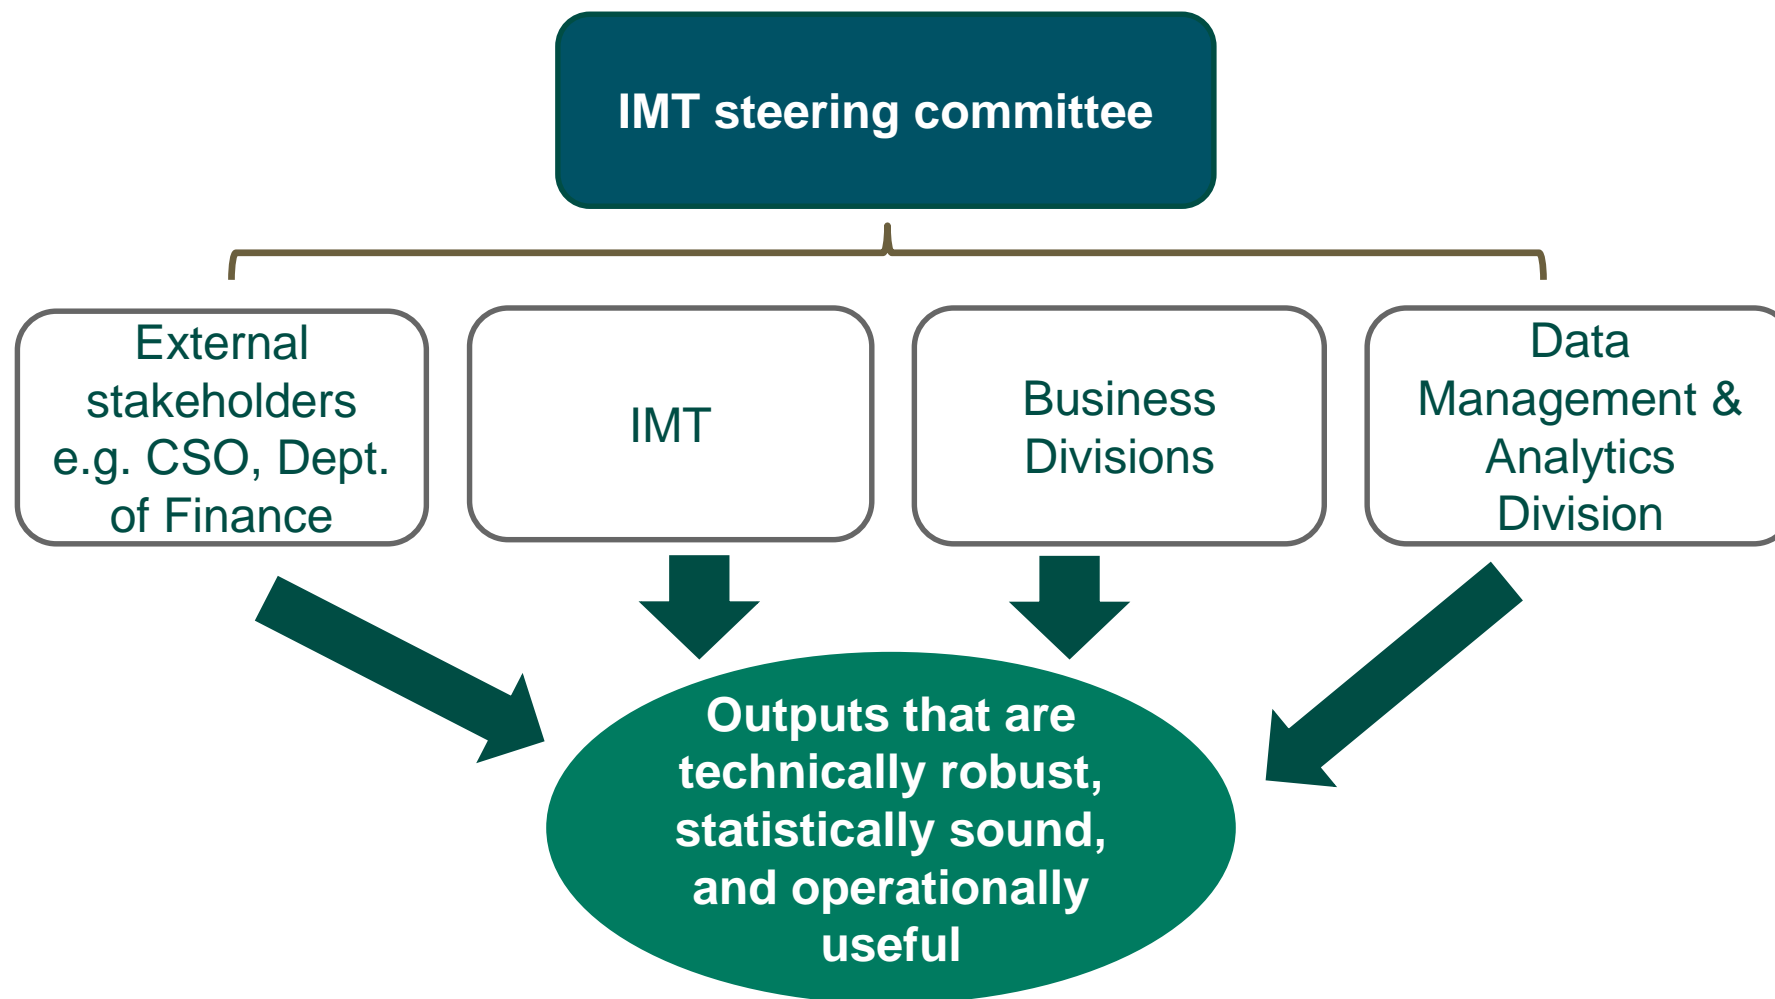 IMT steering committee
External
stakeholders
e.g. CSO, Dept.
of Finance
IMT
Business
Divisions
Data
Management &
Analytics
Division
Outputs that are
technically robust,
statistically sound,
and operationally
useful